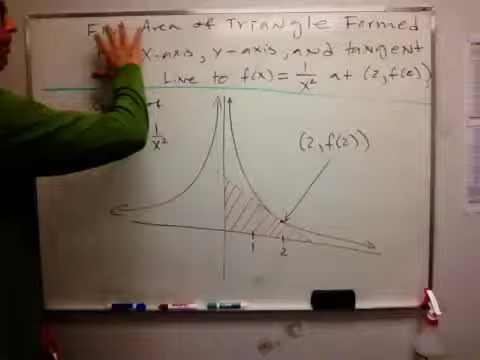 Area of Triangle Formed
X-axis, Y-axis, and tangent
Line to f(x) = 1/x² at (2, f(2))
of
1/x²
(2, f(2))
1 2